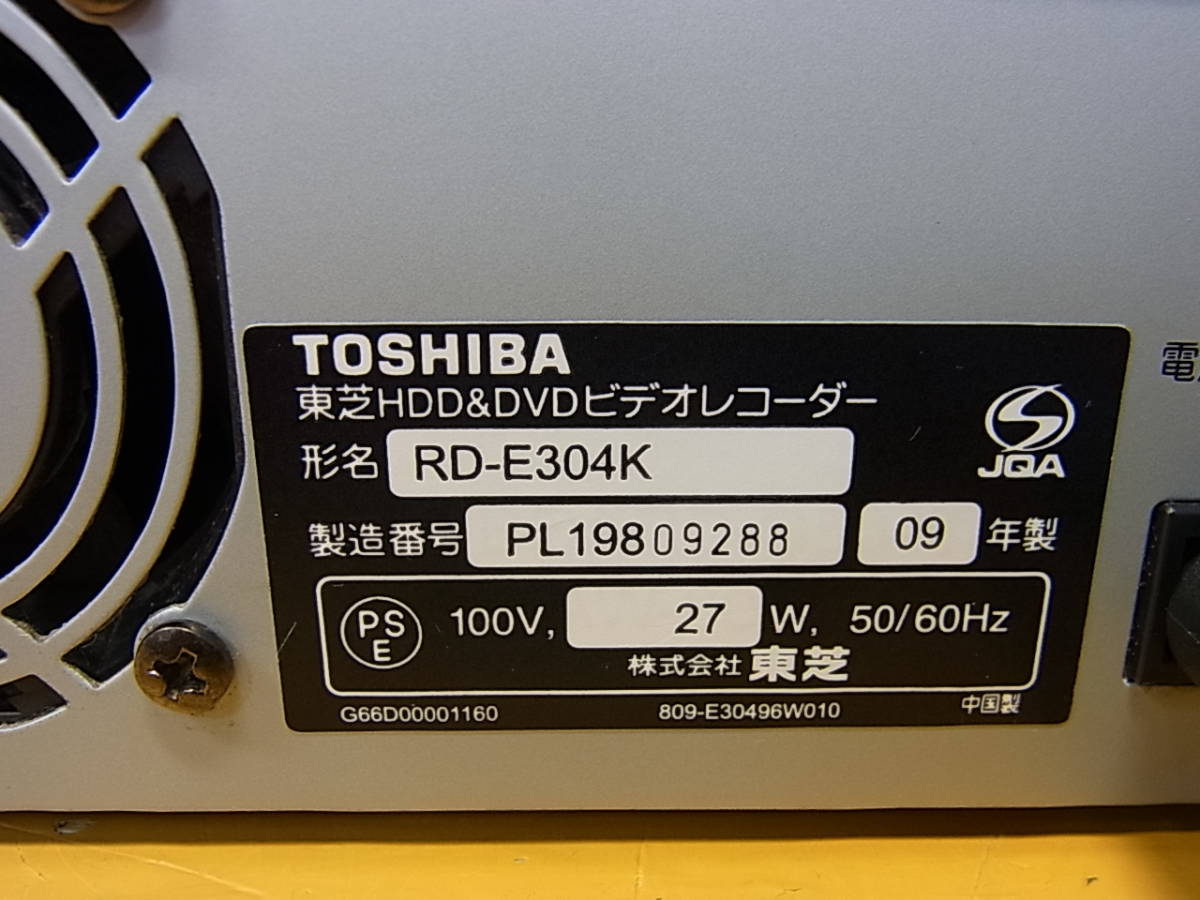 TOSHIBA
東芝HDD&DVDビデオレコーダー
形名 RD-E304K
JQA
製造番号 PL19809288 09 年製
PSE 100V, 27 W, 50/60Hz
株式会社 東芝
G66D00001160 809-E30496W010 中国製
電